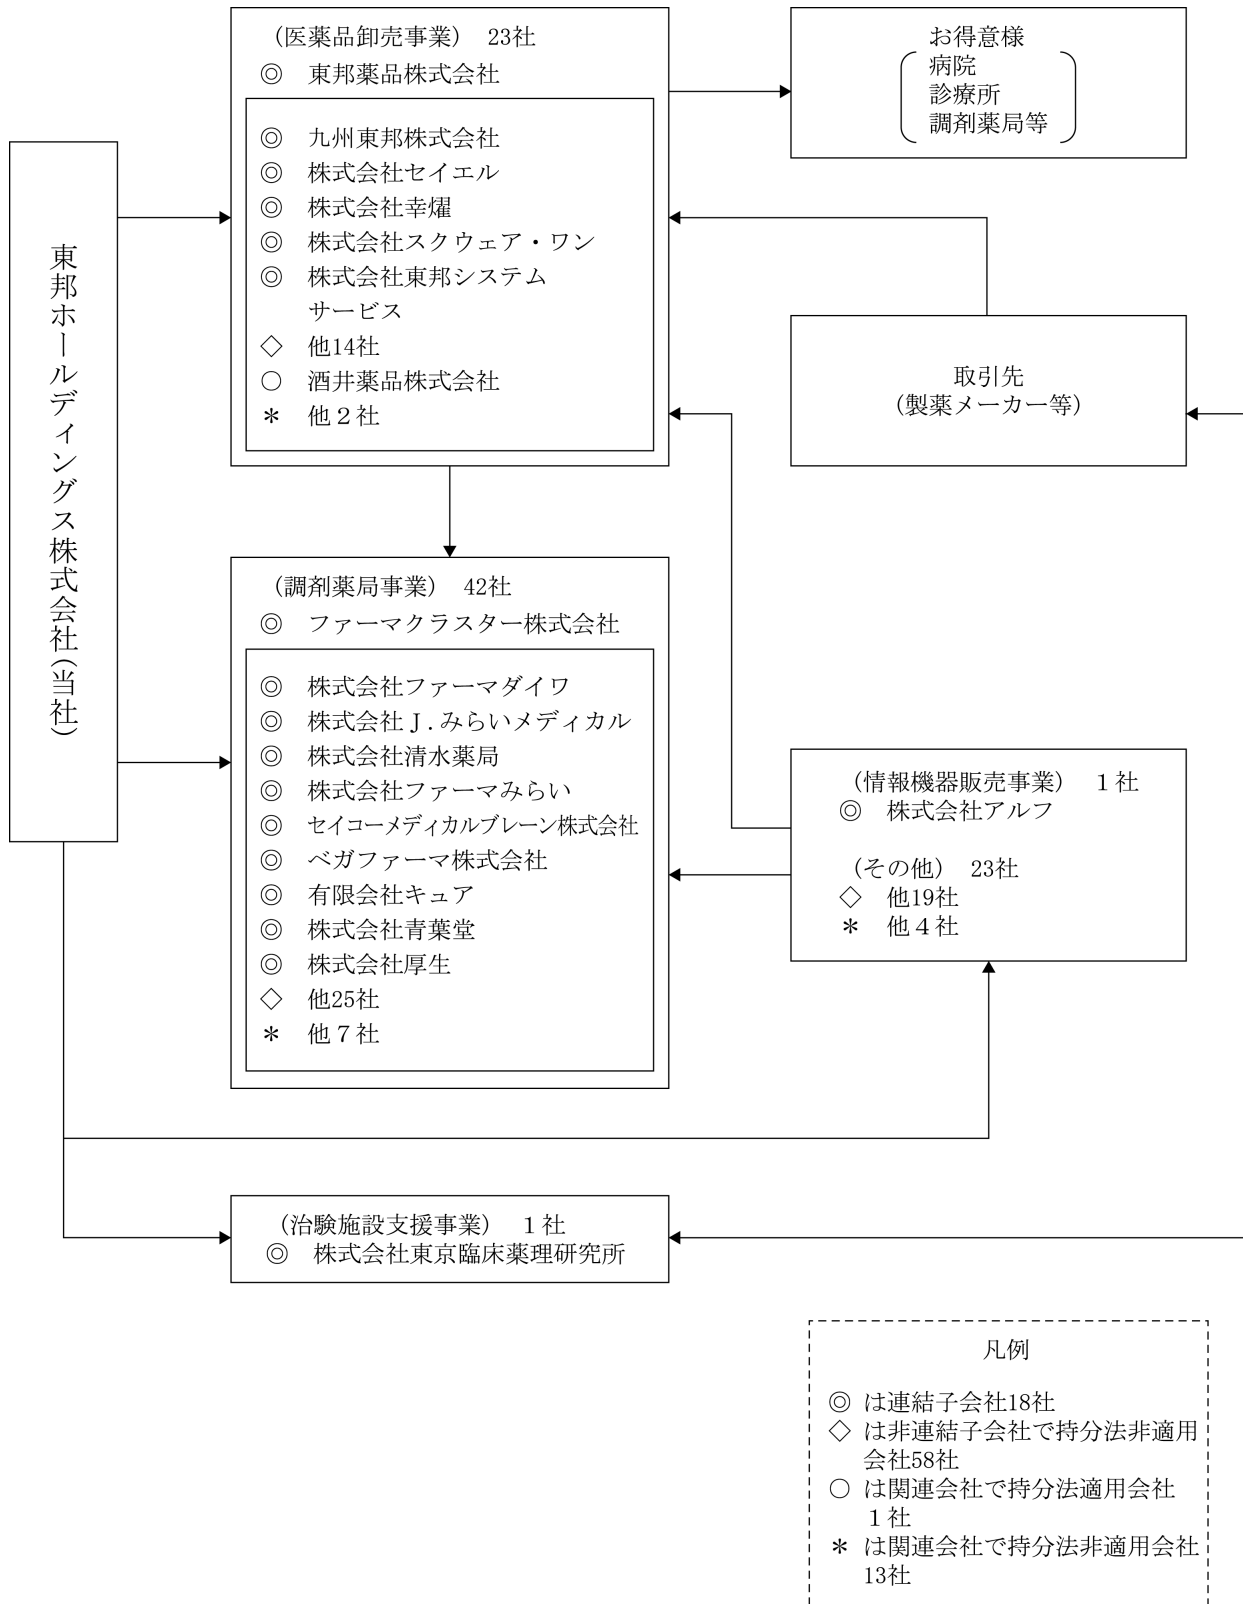 東邦ホールディングス株式会社(当社)
（医薬品卸売事業）　23社
◎　東邦薬品株式会社
◎　九州東邦株式会社
◎　株式会社セイエル
◎　株式会社幸燿
◎　株式会社スクウェア・ワン
◎　株式会社東邦システム
サービス
◇　他14社
○　酒井薬品株式会社
＊　他２社
お得意様
病院
診療所
調剤薬局等
取引先
（製薬メーカー等）
（調剤薬局事業）　42社
◎　ファーマクラスター株式会社
◎　株式会社ファーマダイワ
◎　株式会社Ｊ.みらいメディカル
◎　株式会社清水薬局
◎　株式会社ファーマみらい
◎　セイコーメディカルブレーン株式会社
◎　ベガファーマ株式会社
◎　有限会社キュア
◎　株式会社青葉堂
◎　株式会社厚生
◇　他25社
＊　他７社
（情報機器販売事業）　１社
◎　株式会社アルフ
（その他）　23社
◇　他19社
＊　他４社
（治験施設支援事業）　１社
◎　株式会社東京臨床薬理研究所
凡例
◎ は連結子会社18社
◇ は非連結子会社で持分法非適用
会社58社
○ は関連会社で持分法適用会社
１社
＊ は関連会社で持分法非適用会社
13社